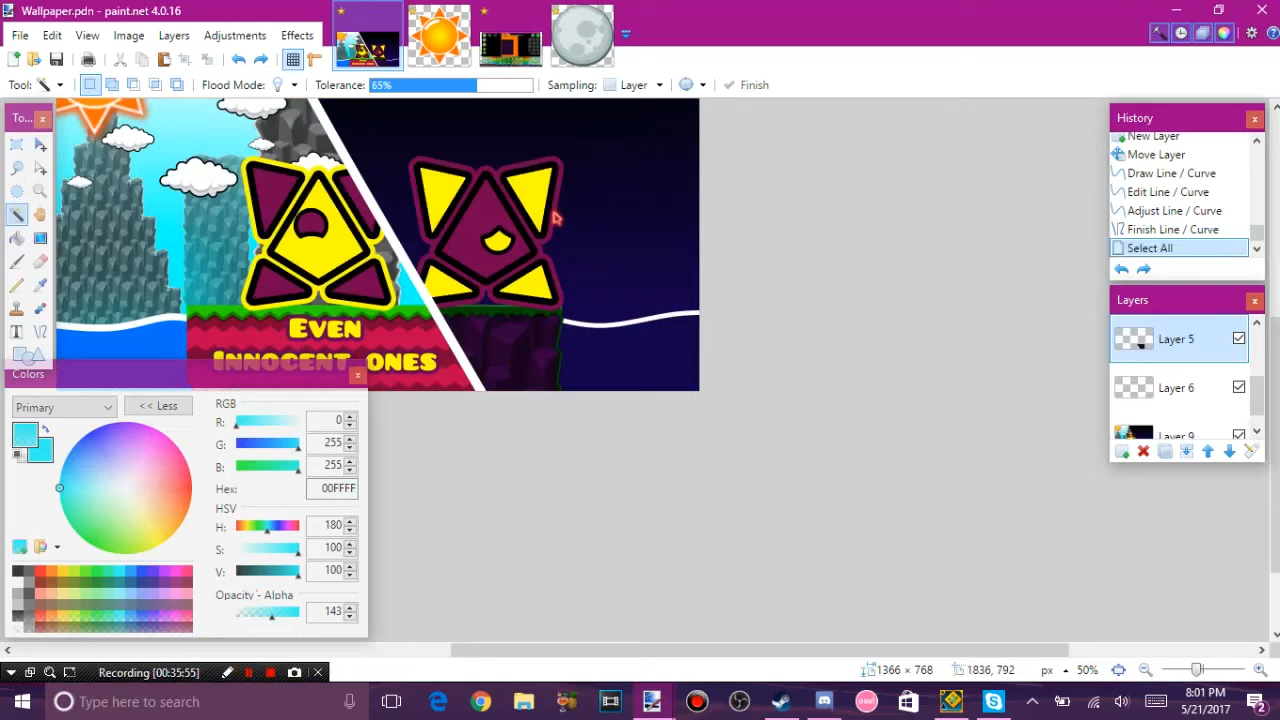 Wallpaper.pdn - paint.net 4.0.16
File Edit View Image Layers Adjustments Effects
Tool: Flood Mode: Tolerance: 65% Sampling: Layer Finish
To...
History
New Layer
Move Layer
Draw Line / Curve
Edit Line / Curve
Adjust Line / Curve
Finish Line / Curve
Select All
Layers
Layer 5
Layer 6
Layer 9
Even
Innocent ones
Colors
Primary
<< Less
RGB
R: 0
G: 255
B: 255
Hex: 00FFFF
HSV
H: 180
S: 100
V: 100
Opacity - Alpha
143
Recording [00:35:55]
1366 × 768 1836, 792 px 50%
Type here to search
8:01 PM
5/21/2017
2